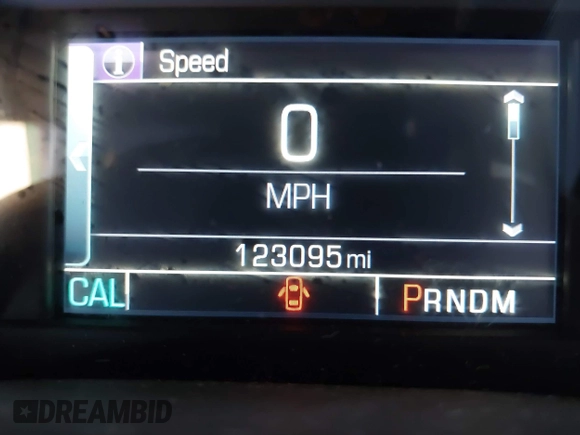 Speed
0
MPH
123095 mi
CAL
PRNDM
DREAMBID